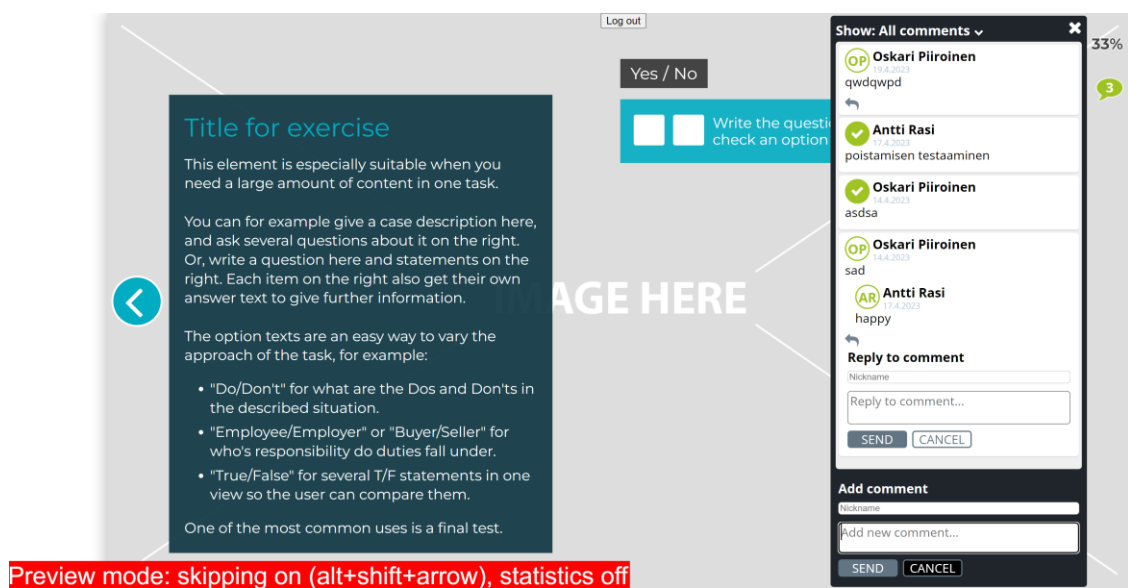 Log out
Show: All comments
33%
OP Oskari Piiroinen
19.4.2023
qwdqwpd
3
Yes / No
Write the questi
check an option
Antti Rasi
17.4.2023
poistamisen testaaminen
Oskari Piiroinen
14.4.2023
asdsa
OP Oskari Piiroinen
14.4.2023
sad
AR Antti Rasi
17.4.2023
happy
Reply to comment
Nickname
Reply to comment...
SEND CANCEL
Add comment
Nickname
Add new comment...
SEND CANCEL
Title for exercise
This element is especially suitable when you
need a large amount of content in one task.
You can for example give a case description here,
and ask several questions about it on the right.
Or, write a question here and statements on the
right. Each item on the right also get their own
answer text to give further information.
The option texts are an easy way to vary the
approach of the task, for example:
• "Do/Don't" for what are the Dos and Don'ts in
the described situation.
• "Employee/Employer" or "Buyer/Seller" for
who's responsibility do duties fall under.
• "True/False" for several T/F statements in one
view so the user can compare them.
One of the most common uses is a final test.
IMAGE HERE
Preview mode: skipping on (alt+shift+arrow), statistics off